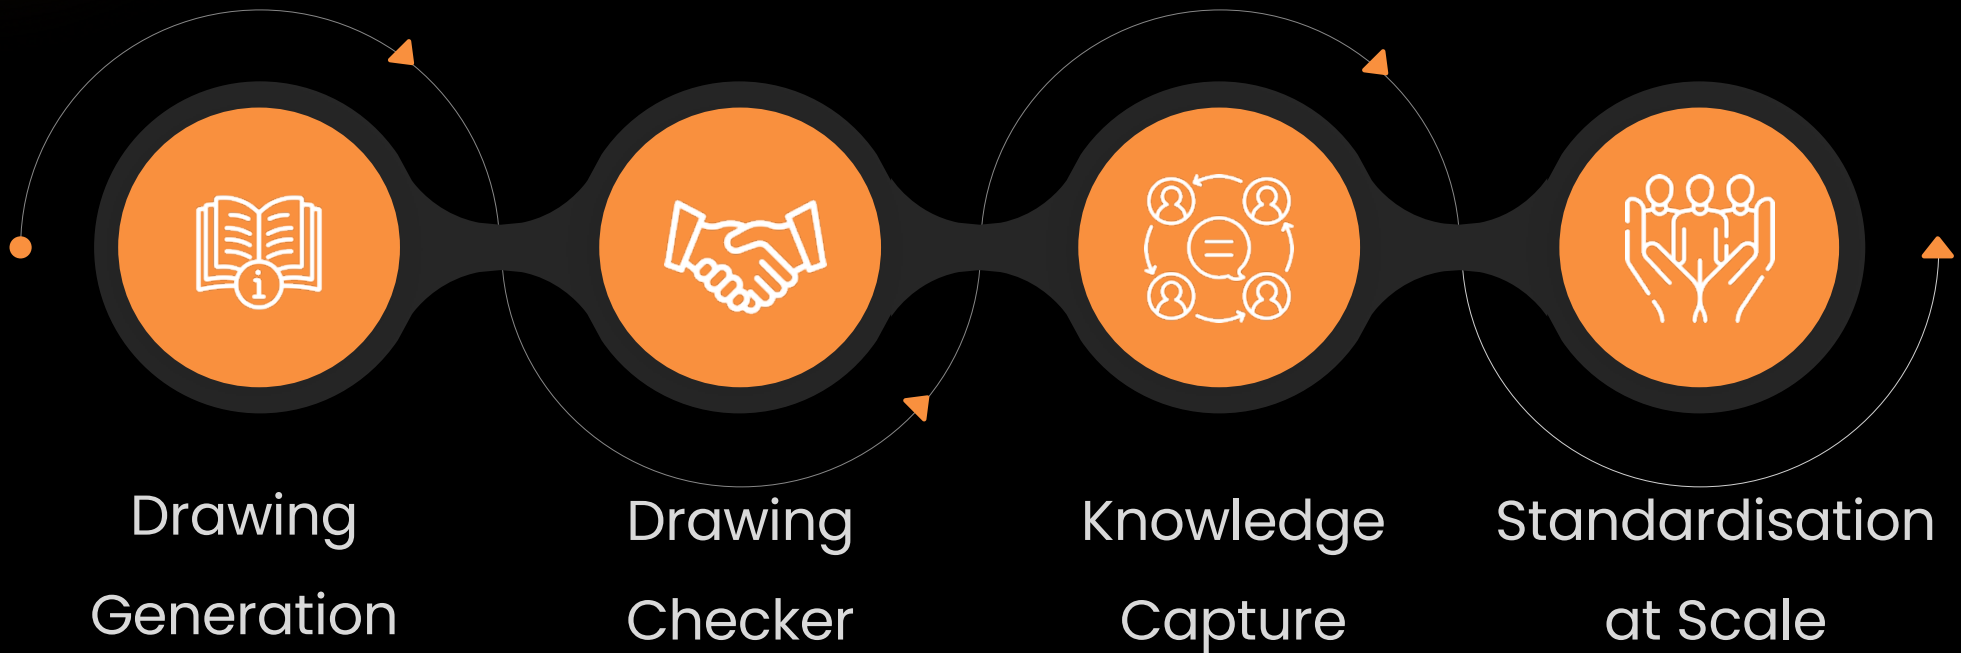 Drawing
Generation
Drawing
Checker
Knowledge
Capture
Standardisation
at Scale